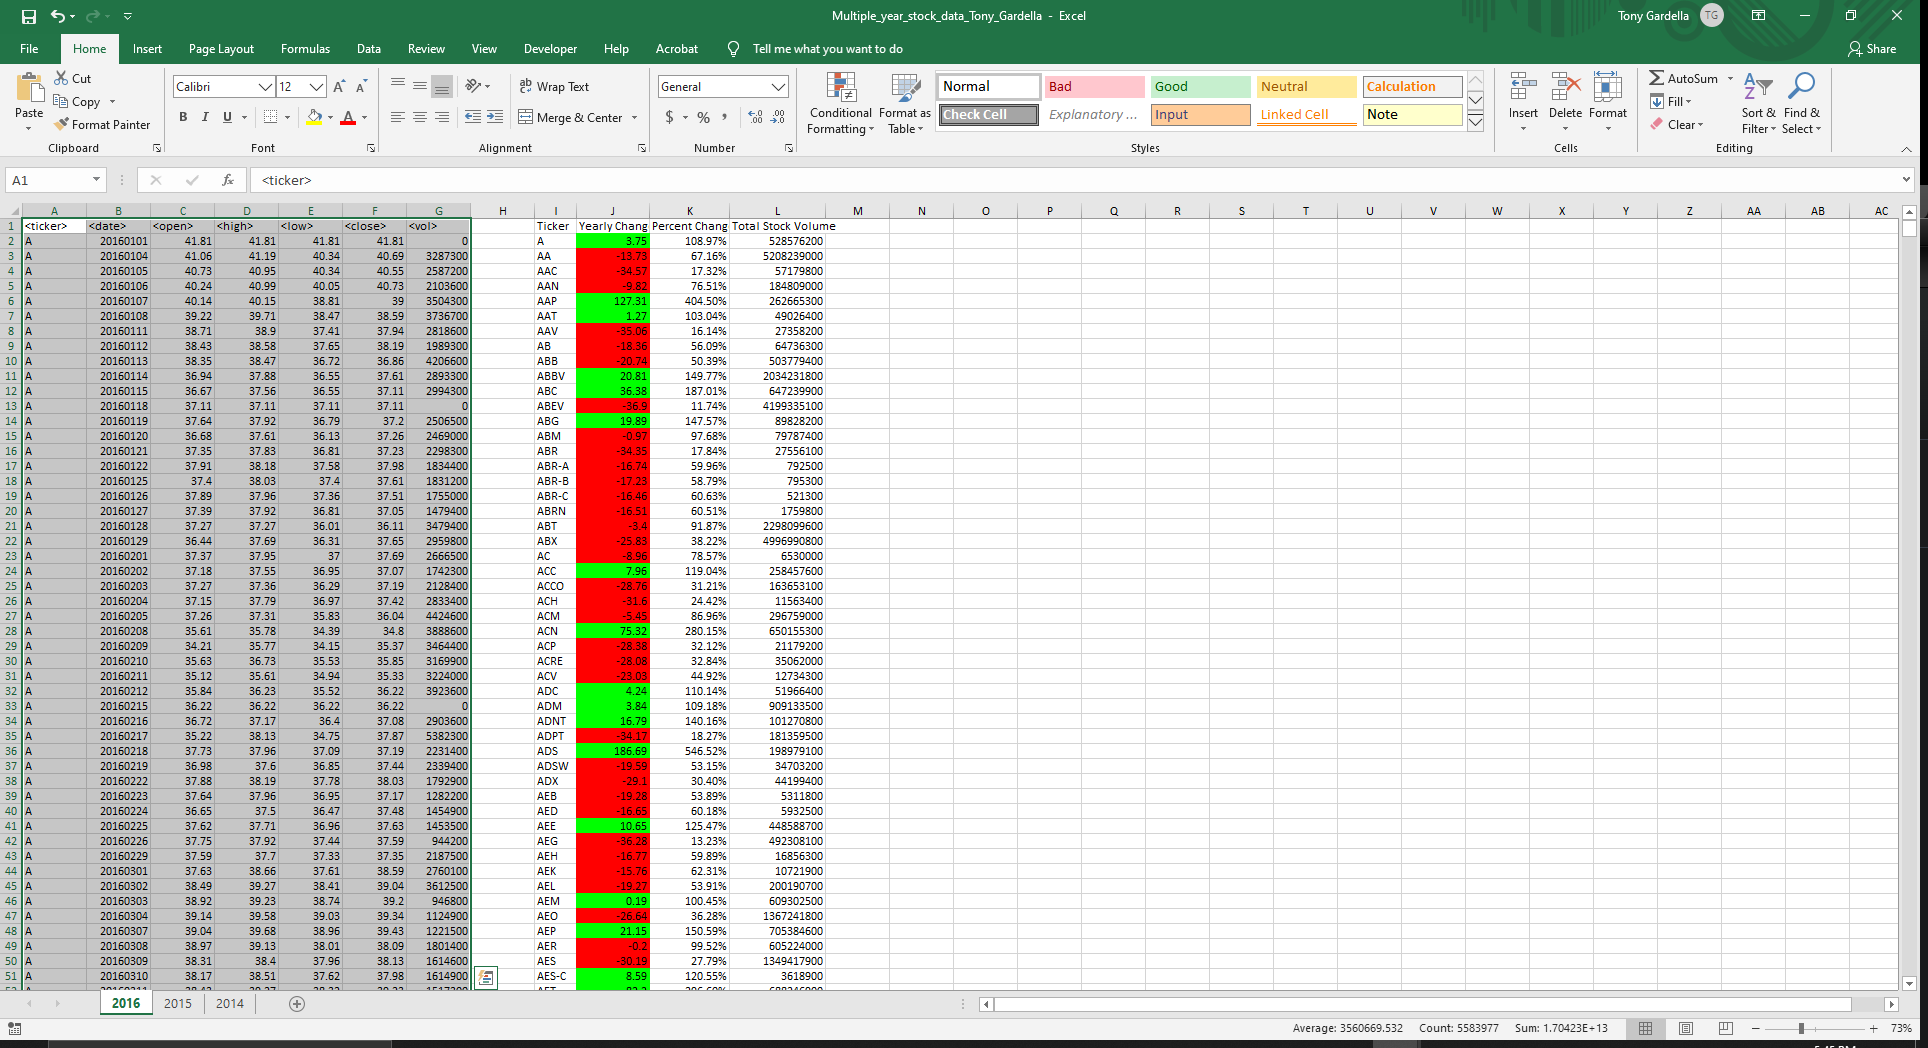 Multiple_year_stock_data_Tony_Gardella - Excel
Tony Gardella TG
File Home Insert Page Layout Formulas Data Review View Developer Help Acrobat Tell me what you want to do Share
Paste Cut Copy Format Painter
Calibri 12 B I U
Wrap Text Merge & Center
General $ % ,
Conditional Formatting Format as Table
Normal Bad Good Neutral Calculation
Check Cell Explanatory ... Input Linked Cell Note
Insert Delete Format
AutoSum Fill Clear Sort & Filter Find & Select
Clipboard Font Alignment Number Styles Cells Editing
A1 fx <ticker>
A B C D E F G H I J K L M N O P Q R S T U V W X Y Z AA AB AC
1 <ticker> <date> <open> <high> <low> <close> <vol> Ticker Yearly Chang Percent Chang Total Stock Volume
2 A 20160101 41.81 41.81 41.81 41.81 0 A 3.75 108.97% 528576200
3 A 20160104 41.06 41.19 40.34 40.69 3287300 AA -13.73 67.16% 5208239000
4 A 20160105 40.73 40.95 40.34 40.55 2587200 AAC -34.57 17.32% 57179800
5 A 20160106 40.24 40.99 40.05 40.73 2103600 AAN -9.82 76.51% 184809000
6 A 20160107 40.14 40.15 38.81 39 3504300 AAP 127.31 404.50% 262665300
7 A 20160108 39.22 39.71 38.47 38.59 3736700 AAT 1.27 103.04% 49026400
8 A 20160111 38.71 38.9 37.41 37.94 2818600 AAV -35.06 16.14% 27358200
9 A 20160112 38.43 38.58 37.65 38.19 1989300 AB -18.36 56.09% 64736300
10 A 20160113 38.35 38.47 36.72 36.86 4206600 ABB -20.74 50.39% 503779400
11 A 20160114 36.94 37.88 36.55 37.61 2893300 ABBV 20.81 149.77% 2034231800
12 A 20160115 36.67 37.56 36.55 37.11 2994300 ABC 36.38 187.01% 647239900
13 A 20160118 37.11 37.11 37.11 37.11 0 ABEV -36.9 11.74% 4199335100
14 A 20160119 37.64 37.92 36.79 37.2 2506500 ABG 19.89 147.57% 89828200
15 A 20160120 36.68 37.61 36.13 37.26 2469000 ABM -0.97 97.68% 79787400
16 A 20160121 37.35 37.83 36.81 37.23 2298300 ABR -34.35 17.84% 27556100
17 A 20160122 37.91 38.18 37.58 37.98 1834400 ABR-A -16.74 59.96% 792500
18 A 20160125 37.4 38.03 37.4 37.61 1831200 ABR-B -17.23 58.79% 795300
19 A 20160126 37.89 37.96 37.36 37.51 1755000 ABR-C -16.46 60.63% 521300
20 A 20160127 37.39 37.92 36.81 37.05 1479400 ABRN -16.51 60.51% 1759800
21 A 20160128 37.27 37.27 36.01 36.11 3479400 ABT -3.4 91.87% 2298099600
22 A 20160129 36.44 37.69 36.31 37.65 2959800 ABX -25.83 38.22% 4996990800
23 A 20160201 37.37 37.95 37 37.69 2666500 AC -8.96 78.57% 6530000
24 A 20160202 37.18 37.55 36.95 37.07 1742300 ACC 7.96 119.04% 258457600
25 A 20160203 37.27 37.36 36.29 37.19 2128400 ACCO -28.76 31.21% 163653100
26 A 20160204 37.15 37.79 36.97 37.42 2833400 ACH -31.6 24.42% 11563400
27 A 20160205 37.26 37.31 35.83 36.04 4424600 ACM -5.45 86.96% 296759000
28 A 20160208 35.61 35.78 34.39 34.8 3888600 ACN 75.32 280.15% 650155300
29 A 20160209 34.21 35.77 34.15 35.37 3464400 ACP -28.38 32.12% 21179200
30 A 20160210 35.63 36.73 35.53 35.85 3169900 ACRE -28.08 32.84% 35062000
31 A 20160211 35.12 35.61 34.94 35.33 3224000 ACV -23.03 44.92% 12734300
32 A 20160212 35.84 36.23 35.52 36.22 3923600 ADC 4.24 110.14% 51966400
33 A 20160215 36.22 36.22 36.22 36.22 0 ADM 3.84 109.18% 909133500
34 A 20160216 36.72 37.17 36.4 37.08 2903600 ADNT 16.79 140.16% 101270800
35 A 20160217 35.22 38.13 34.75 37.87 5382300 ADPT -34.17 18.27% 181359500
36 A 20160218 37.73 37.96 37.09 37.19 2231400 ADS 186.69 546.52% 198979100
37 A 20160219 36.98 37.6 36.85 37.44 2339400 ADSW -19.59 53.15% 34703200
38 A 20160222 37.88 38.19 37.78 38.03 1792900 ADX -29.1 30.40% 44199400
39 A 20160223 37.64 37.96 36.95 37.17 1282200 AEB -19.28 53.89% 5311800
40 A 20160224 36.65 37.5 36.47 37.48 1454900 AED -16.65 60.18% 5932500
41 A 20160225 37.62 37.71 36.96 37.63 1453500 AEE 10.65 125.47% 448588700
42 A 20160226 37.75 37.92 37.44 37.59 944200 AEG -36.28 13.23% 492308100
43 A 20160229 37.59 37.7 37.33 37.35 2187500 AEH -16.77 59.89% 16856300
44 A 20160301 37.63 38.66 37.61 38.59 2760100 AEK -15.76 62.31% 10721900
45 A 20160302 38.49 39.27 38.41 39.04 3612500 AEL -19.27 53.91% 200190700
46 A 20160303 38.92 39.23 38.74 39.2 946800 AEM 0.19 100.45% 609302500
47 A 20160304 39.14 39.58 39.03 39.34 1124900 AEO -26.64 36.28% 1367241800
48 A 20160307 39.04 39.68 38.96 39.43 1221500 AEP 21.15 150.59% 705384600
49 A 20160308 38.97 39.13 38.01 38.09 1801400 AER -0.2 99.52% 605224000
50 A 20160309 38.31 38.4 37.96 38.13 1614600 AES -30.19 27.79% 1349417900
51 A 20160310 38.17 38.51 37.62 37.98 1614900 AES-C 8.59 120.55% 3618900
2016 2015 2014
Average: 3560669.532 Count: 5583977 Sum: 1.70423E+13 73%